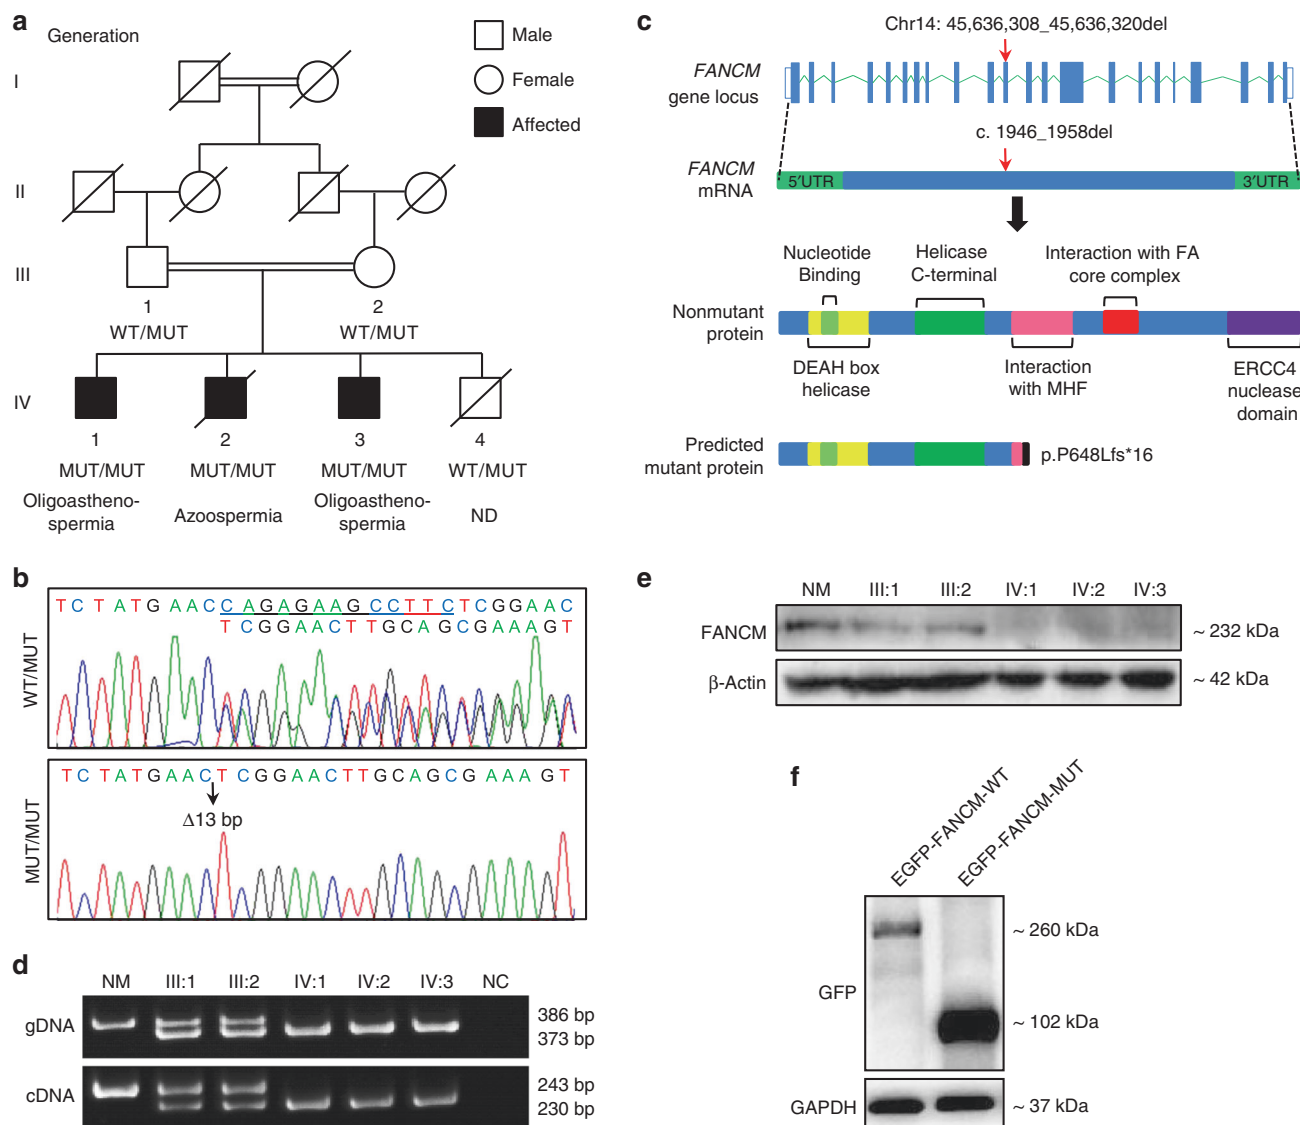 a
Generation
Male
Female
Affected
I
II
III
1
2
WT/MUT
WT/MUT
IV
1
2
3
4
MUT/MUT
MUT/MUT
MUT/MUT
WT/MUT
Oligoastheno-
spermia
Azoospermia
Oligoastheno-
spermia
ND
b
WT/MUT
TCTATGAACCAGAGAAGCCTTCTCGGAAC
TCGGAACTTGCAGCGAAAGT
MUT/MUT
TCTATGAACTCGGAACTTGCAGCGAAAGT
Δ13 bp
c
Chr14: 45,636,308_45,636,320del
FANCM
gene locus
c. 1946_1958del
FANCM
mRNA
5′UTR
3′UTR
Nucleotide
Binding
Helicase
C-terminal
Interaction with FA
core complex
Nonmutant
protein
DEAH box
helicase
Interaction
with MHF
ERCC4
nuclease
domain
Predicted
mutant protein
p.P648Lfs*16
d
NM
III:1
III:2
IV:1
IV:2
IV:3
NC
gDNA
386 bp
373 bp
cDNA
243 bp
230 bp
e
NM
III:1
III:2
IV:1
IV:2
IV:3
FANCM
~ 232 kDa
β-Actin
~ 42 kDa
f
EGFP-FANCM-WT
EGFP-FANCM-MUT
GFP
~ 260 kDa
~ 102 kDa
GAPDH
~ 37 kDa